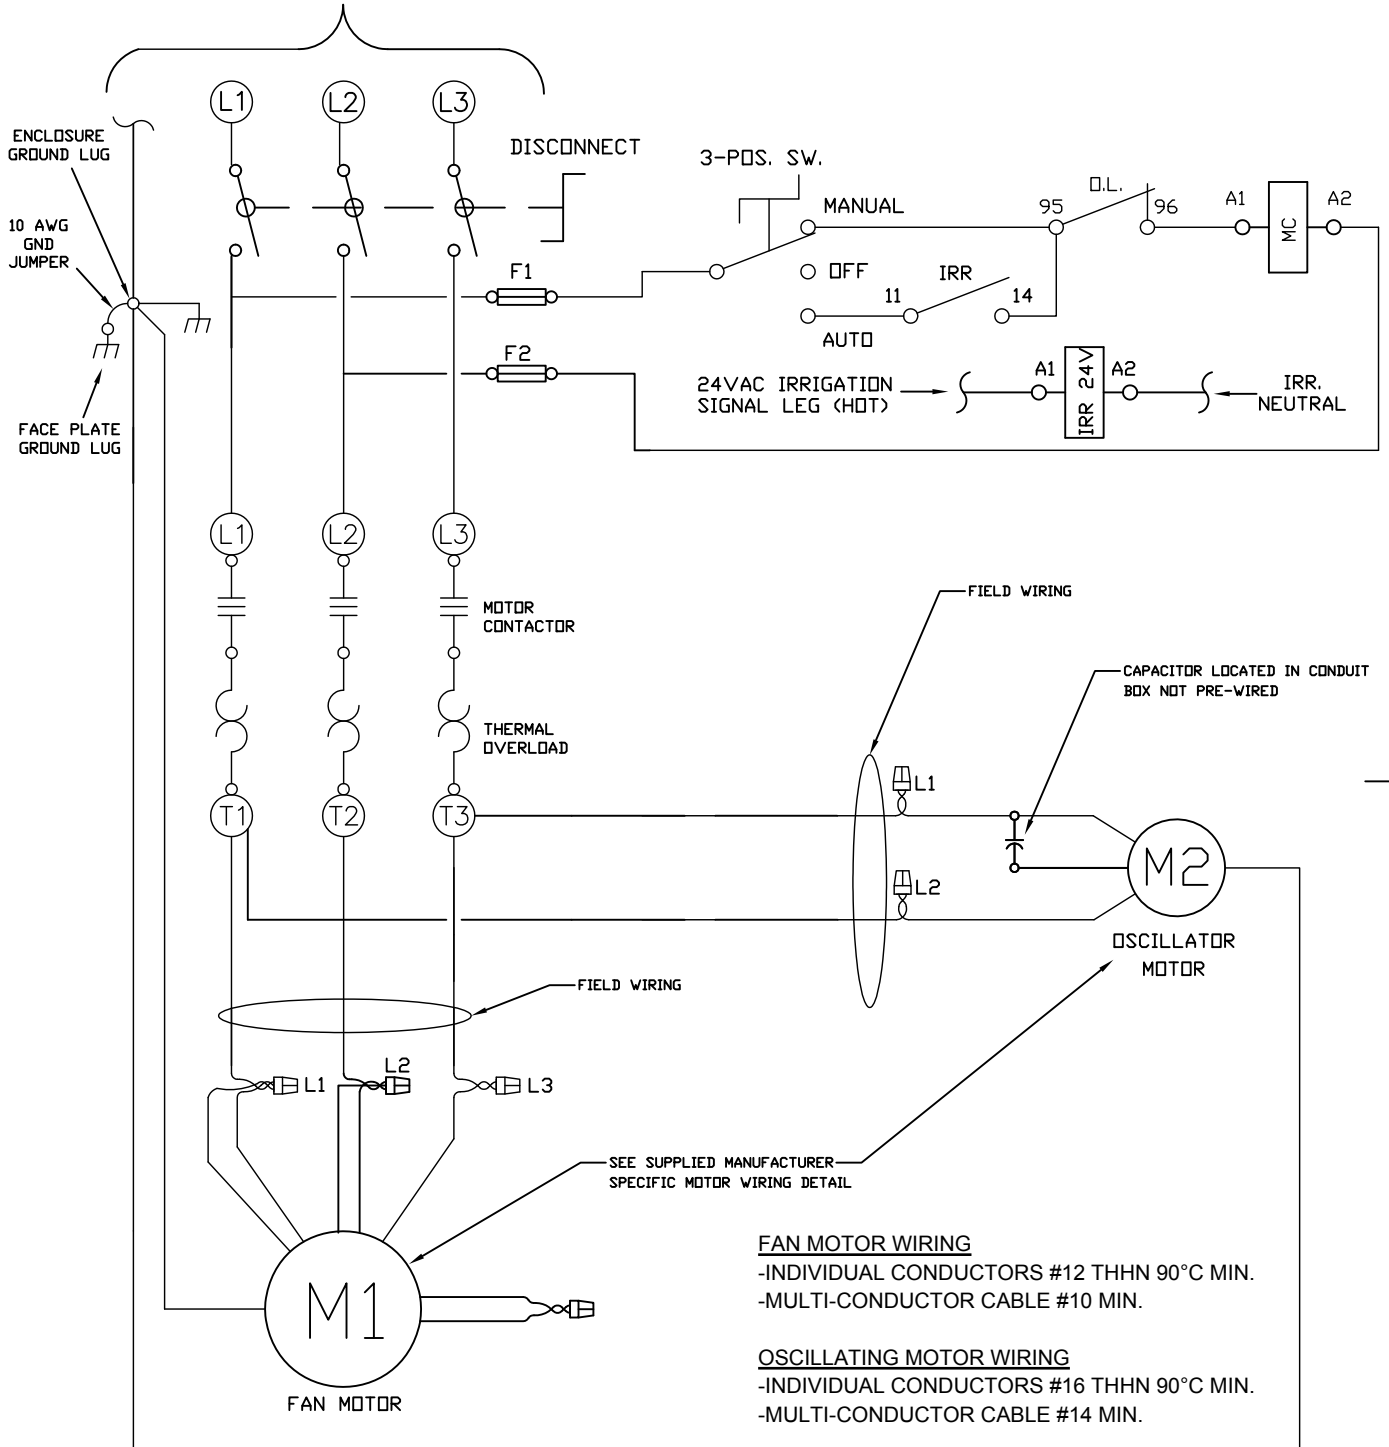 L1
L2
L3
DISCONNECT
ENCLOSURE
GROUND LUG
10 AWG
GND
JUMPER
FACE PLATE
GROUND LUG
3-POS. SW.
MANUAL
OFF
AUTO
IRR
11
14
95
O.L.
96
A1
MC
A2
F1
F2
24VAC IRRIGATION
SIGNAL LEG (HOT)
A1
IRR 24V
A2
IRR.
NEUTRAL
L1
L2
L3
MOTOR
CONTACTOR
THERMAL
OVERLOAD
T1
T2
T3
FIELD WIRING
CAPACITOR LOCATED IN CONDUIT
BOX NOT PRE-WIRED
L1
L2
M2
OSCILLATOR
MOTOR
FIELD WIRING
L1
L2
L3
SEE SUPPLIED MANUFACTURER
SPECIFIC MOTOR WIRING DETAIL
M1
FAN MOTOR
FAN MOTOR WIRING
-INDIVIDUAL CONDUCTORS #12 THHN 90°C MIN.
-MULTI-CONDUCTOR CABLE #10 MIN.
OSCILLATING MOTOR WIRING
-INDIVIDUAL CONDUCTORS #16 THHN 90°C MIN.
-MULTI-CONDUCTOR CABLE #14 MIN.